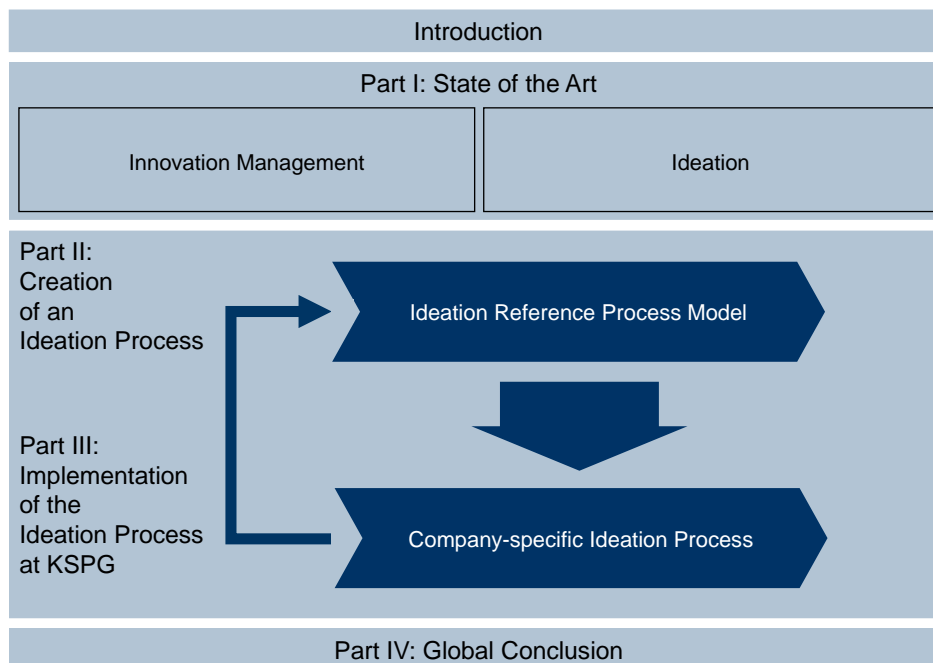 Introduction
Part I: State of the Art
Innovation Management
Ideation
Part II:
Creation
of an
Ideation Process
Ideation Reference Process Model
Part III:
Implementation
of the
Ideation Process
at KSPG
Company-specific Ideation Process
Part IV: Global Conclusion